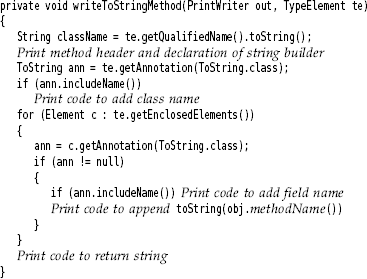 private void writeToStringMethod(PrintWriter out, TypeElement te)
{
String className = te.getQualifiedName().toString();
Print method header and declaration of string builder
ToString ann = te.getAnnotation(ToString.class);
if (ann.includeName())
Print code to add class name
for (Element c : te.getEnclosedElements())
{
ann = c.getAnnotation(ToString.class);
if (ann != null)
{
if (ann.includeName()) Print code to add field name
Print code to append toString(obj.methodName())
}
}
Print code to return string
}